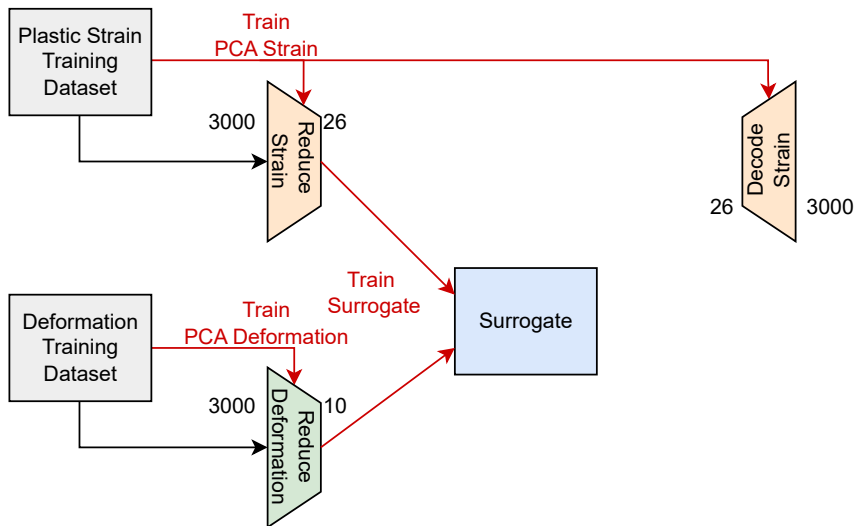 Plastic Strain
Training
Dataset
Train
PCA Strain
3000
26
Reduce
Strain
Decode
Strain
26
3000
Train
Surrogate
Surrogate
Deformation
Training
Dataset
Train
PCA Deformation
3000
10
Reduce
Deformation